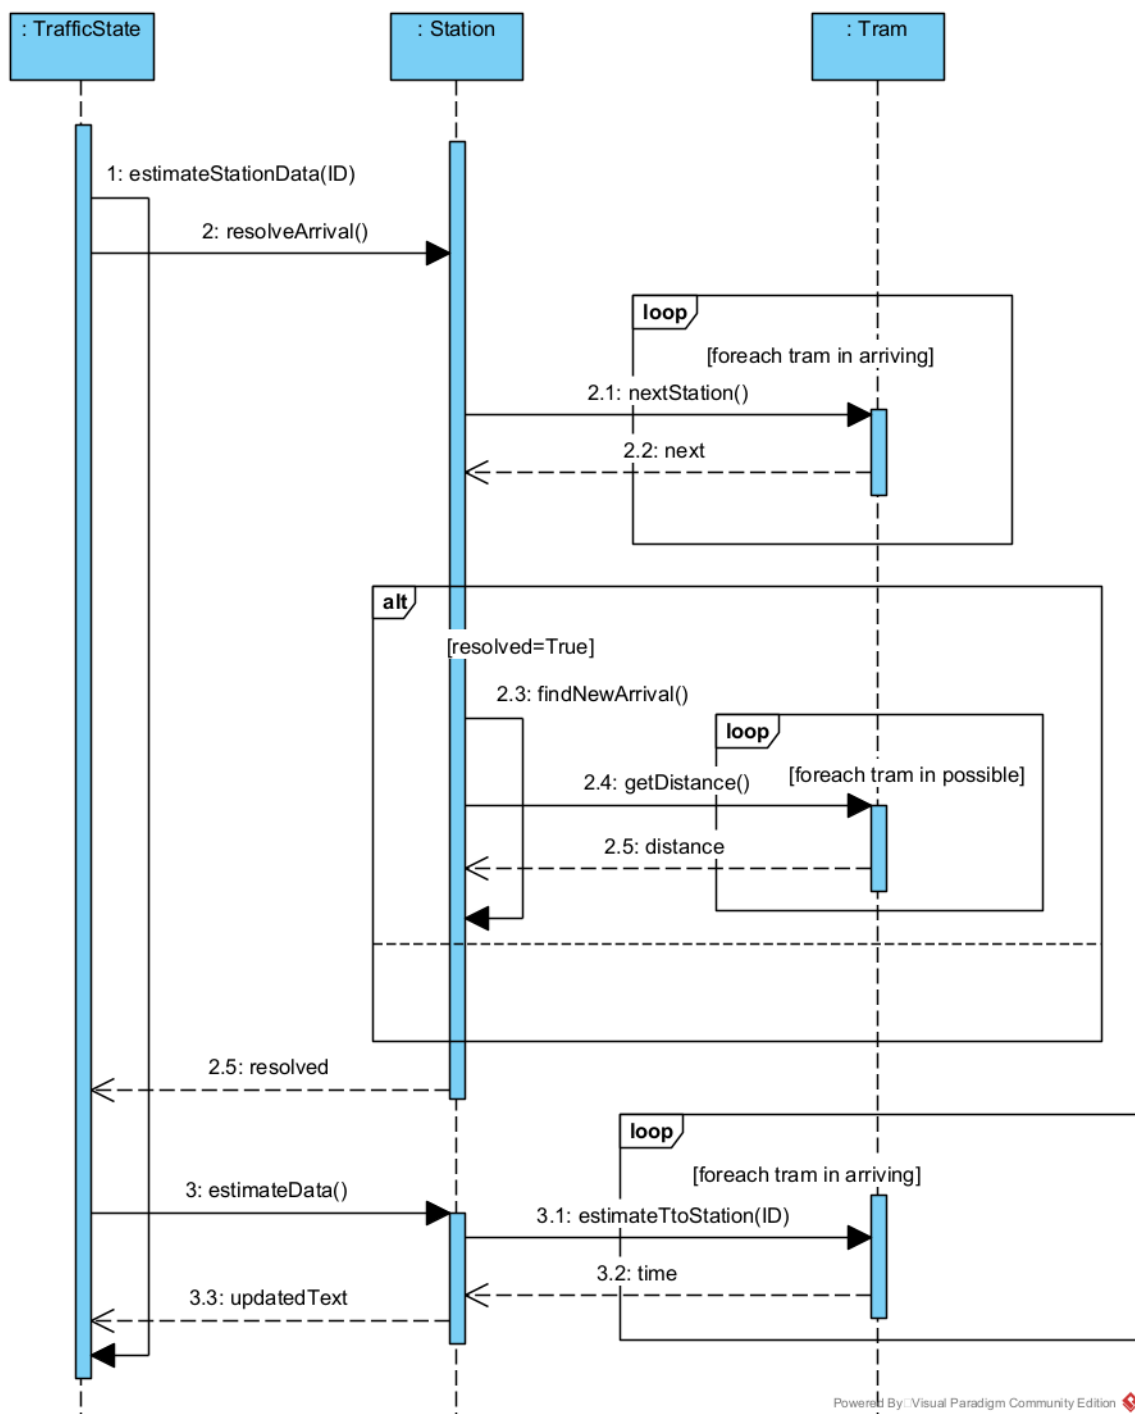 : TrafficState
: Station
: Tram
1: estimateStationData(ID)
2: resolveArrival()
loop
[foreach tram in arriving]
2.1: nextStation()
2.2: next
alt
[resolved=True]
2.3: findNewArrival()
loop
[foreach tram in possible]
2.4: getDistance()
2.5: distance
2.5: resolved
loop
[foreach tram in arriving]
3: estimateData()
3.1: estimateTtoStation(ID)
3.2: time
3.3: updatedText
Powered By□Visual Paradigm Community Edition